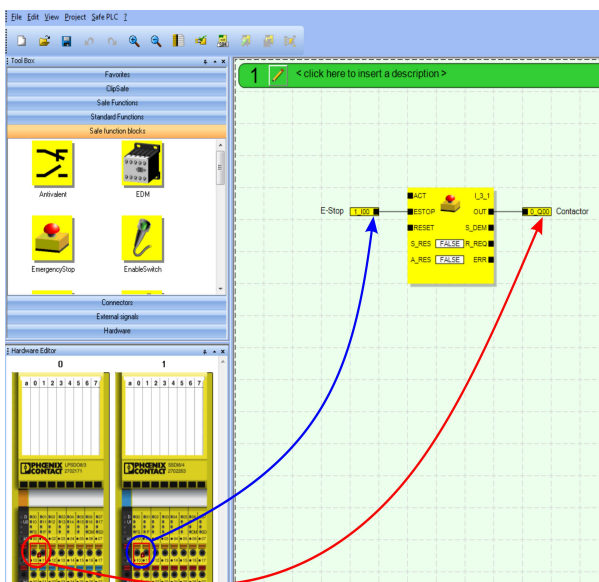 File Edit View Project Safe PLC ?
Tool Box
Favorites
ClipSafe
Safe Functions
Standard Functions
Safe function blocks
Antivalent
EDM
EmergencyStop
EnableSwitch
Connectors
External signals
Hardware
Hardware Editor
0
1
a 0 1 2 3 4 5 6 7
a 0 1 2 3 4 5 6 7
PHŒNIX CONTACT
PHŒNIX CONTACT
1
< click here to insert a description >
ACT I_3_1
E-Stop 1_I00 ESTOP OUT 0_Q00 Contactor
RESET S_DEM
S_RES FALSE R_REQ
A_RES FALSE ERR